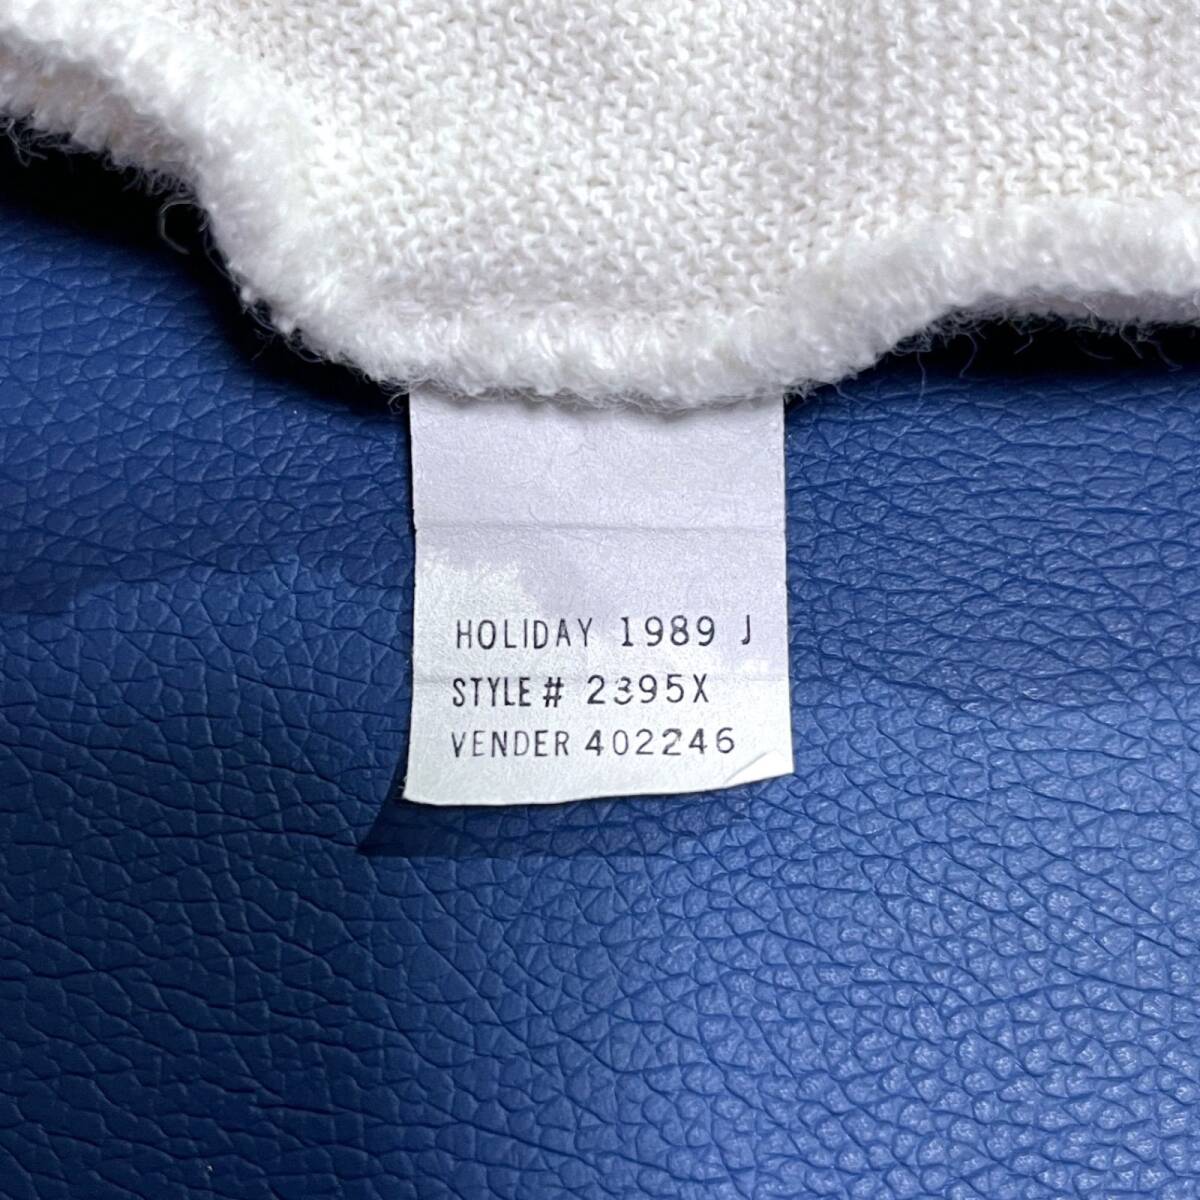 HOLIDAY 1989 J
STYLE # 2395X
VENDER 402246